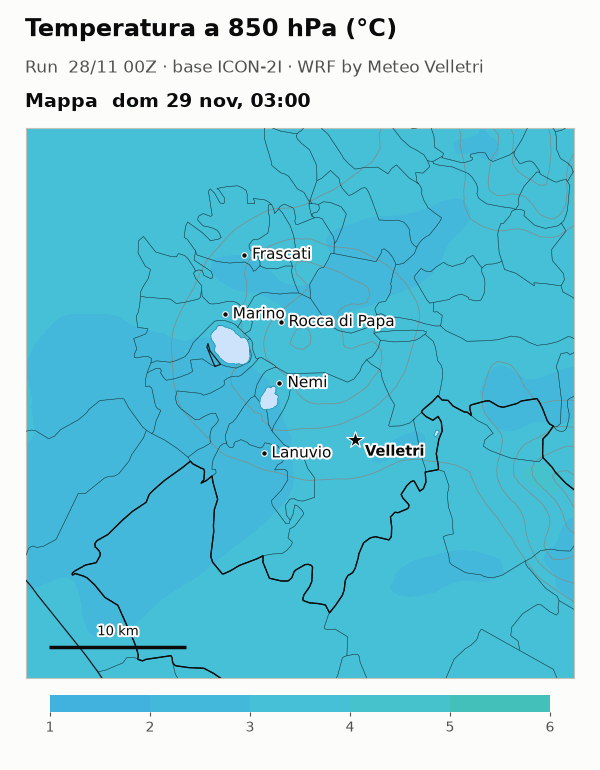 Temperatura a 850 hPa (°C)
Run  28/11 00Z · base ICON-2I · WRF by Meteo Velletri
Mappa  dom 29 nov, 03:00
Frascati
Marino
Rocca di Papa
Nemi
Velletri
Lanuvio
10 km
1 2 3 4 5 6